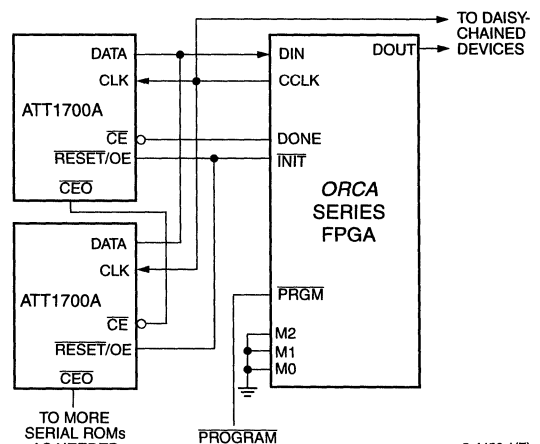 TO DAISY-
CHAINED
DEVICES
DATA
CLK
ATT1700A
CE
RESET/OE
CEO
DIN
DOUT
CCLK
DONE
INIT
ORCA
SERIES
FPGA
PRGM
M2
M1
M0
DATA
CLK
ATT1700A
CE
RESET/OE
CEO
TO MORE
SERIAL ROMs
PROGRAM